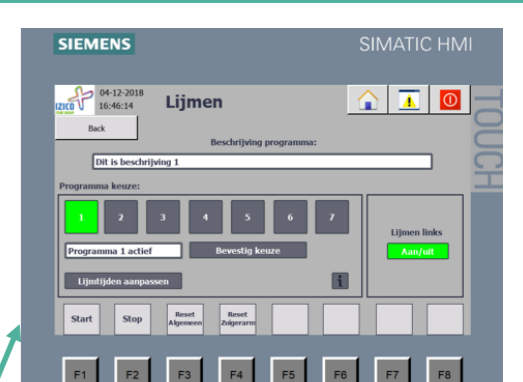 SIEMENS
SIMATIC HMI
TOUCH
IZICO
04-12-2018
16:46:14
Lijmen
Back
Beschrijving programma:
Dit is beschrijving 1
Programma keuze:
1 2 3 4 5 6 7
Lijmen links
Programma 1 actief
Bevestig keuze
Aan/uit
Lijmtijden aanpassen
i
Start
Stop
Reset
Algemeen
Reset
Zuigerarm
F1 F2 F3 F4 F5 F6 F7 F8